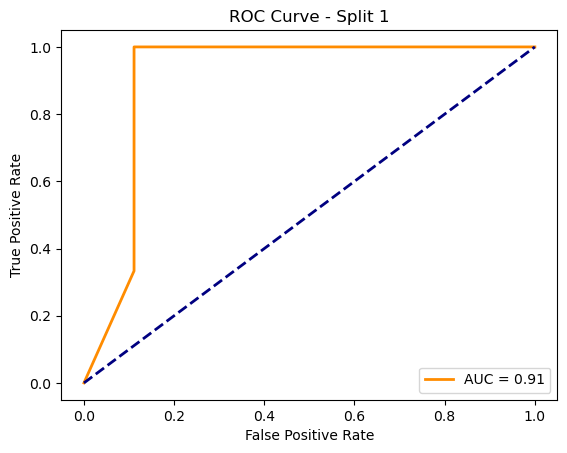 ROC Curve - Split 1
True Positive Rate
1.0
0.8
0.6
0.4
0.2
0.0
AUC = 0.91
0.0 0.2 0.4 0.6 0.8 1.0
False Positive Rate